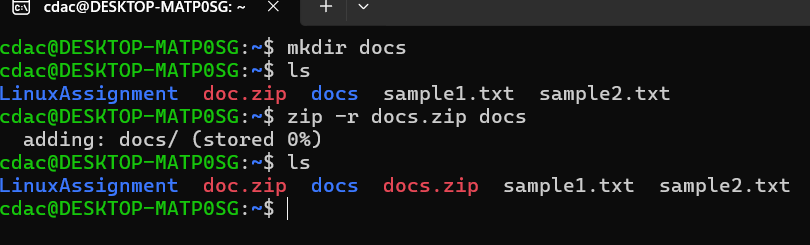 cdac@DESKTOP-MATP0SG: ~
cdac@DESKTOP-MATP0SG:~$ mkdir docs
cdac@DESKTOP-MATP0SG:~$ ls
LinuxAssignment  doc.zip  docs  sample1.txt  sample2.txt
cdac@DESKTOP-MATP0SG:~$ zip -r docs.zip docs
  adding: docs/ (stored 0%)
cdac@DESKTOP-MATP0SG:~$ ls
LinuxAssignment  doc.zip  docs  docs.zip  sample1.txt  sample2.txt
cdac@DESKTOP-MATP0SG:~$